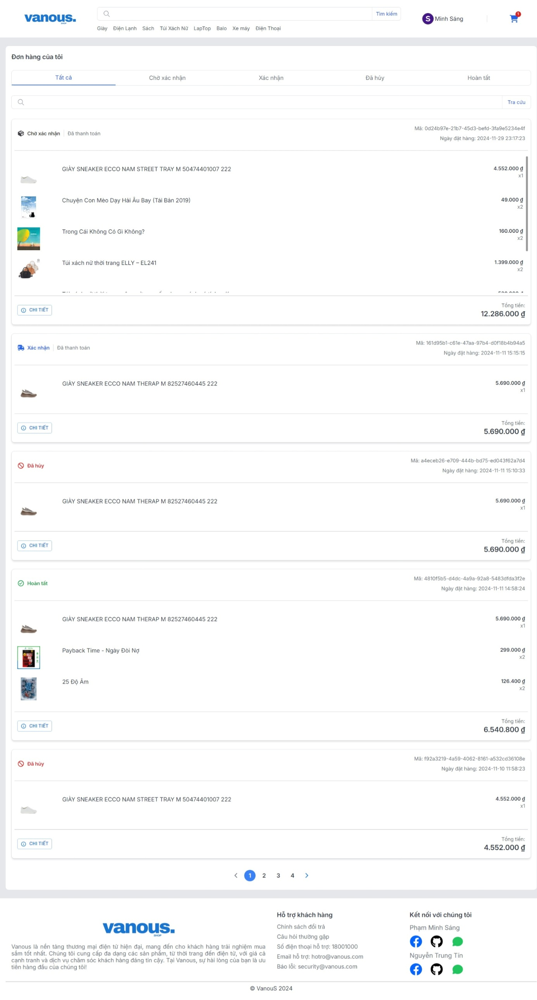 vanous.
SHOP
Tìm kiếm
Giày Điện Lạnh Sách Túi Xách Nữ LapTop Balo Xe máy Điện Thoại
S Minh Sáng
1
Đơn hàng của tôi
Tất cả Chờ xác nhận Xác nhận Đã hủy Hoàn tất
Tra cứu
Chờ xác nhận Đã thanh toán
Mã: 0d24b97e-21b7-45d3-befd-3fa9e5234e4f
Ngày đặt hàng: 2024-11-29 23:17:23
GIÀY SNEAKER ECCO NAM STREET TRAY M 50474401007 222 4.552.000 ₫
x1
Chuyện Con Mèo Dạy Hải Âu Bay (Tái Bản 2019) 49.000 ₫
x2
Trong Cái Không Có Gì Không? 160.000 ₫
x2
Túi xách nữ thời trang ELLY – EL241 1.399.000 ₫
x2
CHI TIẾT
Tổng tiền:
12.286.000 ₫
Xác nhận Đã thanh toán
Mã: 161d95b1-c61e-47aa-97b4-d0f18b4b94a5
Ngày đặt hàng: 2024-11-11 15:15:15
GIÀY SNEAKER ECCO NAM THERAP M 82527460445 222 5.690.000 ₫
x1
CHI TIẾT
Tổng tiền:
5.690.000 ₫
Đã hủy
Mã: a4eceb26-e709-444b-bd75-ed043f62a7d4
Ngày đặt hàng: 2024-11-11 15:10:33
GIÀY SNEAKER ECCO NAM THERAP M 82527460445 222 5.690.000 ₫
x1
CHI TIẾT
Tổng tiền:
5.690.000 ₫
Hoàn tất
Mã: 4810f5b5-d4dc-4a9a-92a8-5483dfda3f2e
Ngày đặt hàng: 2024-11-11 14:58:24
GIÀY SNEAKER ECCO NAM THERAP M 82527460445 222 5.690.000 ₫
x1
Payback Time - Ngày Đòi Nợ 299.000 ₫
x2
25 Độ Âm 126.400 ₫
x2
CHI TIẾT
Tổng tiền:
6.540.800 ₫
Đã hủy
Mã: f92a3219-4a59-4062-8161-a532cd36108e
Ngày đặt hàng: 2024-11-10 11:58:23
GIÀY SNEAKER ECCO NAM STREET TRAY M 50474401007 222 4.552.000 ₫
x1
CHI TIẾT
Tổng tiền:
4.552.000 ₫
1 2 3 4
vanous.
SHOP
Vanous là nền tảng thương mại điện tử hiện đại, mang đến cho khách hàng trải nghiệm mua
sắm tốt nhất. Chúng tôi cung cấp đa dạng các sản phẩm, từ thời trang đến điện tử, với giá cả
cạnh tranh và dịch vụ chăm sóc khách hàng đáng tin cậy. Tại Vanous, sự hài lòng của bạn là ưu
tiên hàng đầu của chúng tôi!
Hỗ trợ khách hàng
Chính sách đổi trả
Câu hỏi thường gặp
Số điện thoại hỗ trợ: 18001000
Email hỗ trợ: hotro@vanous.com
Báo lỗi: security@vanous.com
Kết nối với chúng tôi
Phạm Minh Sáng
Nguyễn Trung Tín
© VanouS 2024